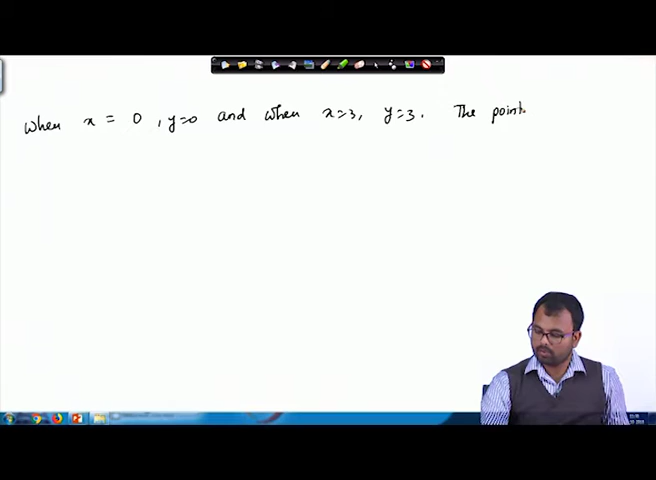 When x = 0 , y=0 and when x=3, y=3. The point